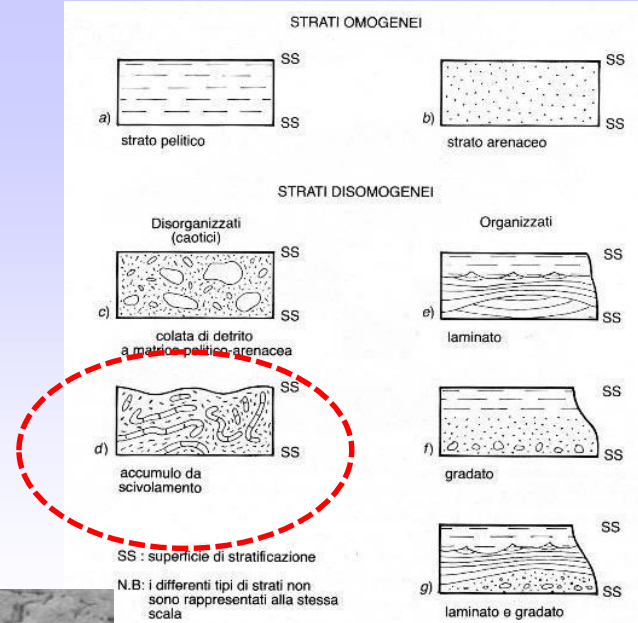 STRATI OMOGENEI
SS
SS
a)
strato pelitico
SS
SS
b)
strato arenaceo
STRATI DISOMOGENEI
Disorganizzati
(caotici)
Organizzati
SS
SS
c)
colata di detrito
a matrice pelitico-arenacea
SS
SS
e)
laminato
SS
SS
d)
accumulo da
scivolamento
SS
SS
f)
gradato
SS : superficie di stratificazione
N.B: i differenti tipi di strati non
sono rappresentati alla stessa
scala
SS
SS
g)
laminato e gradato